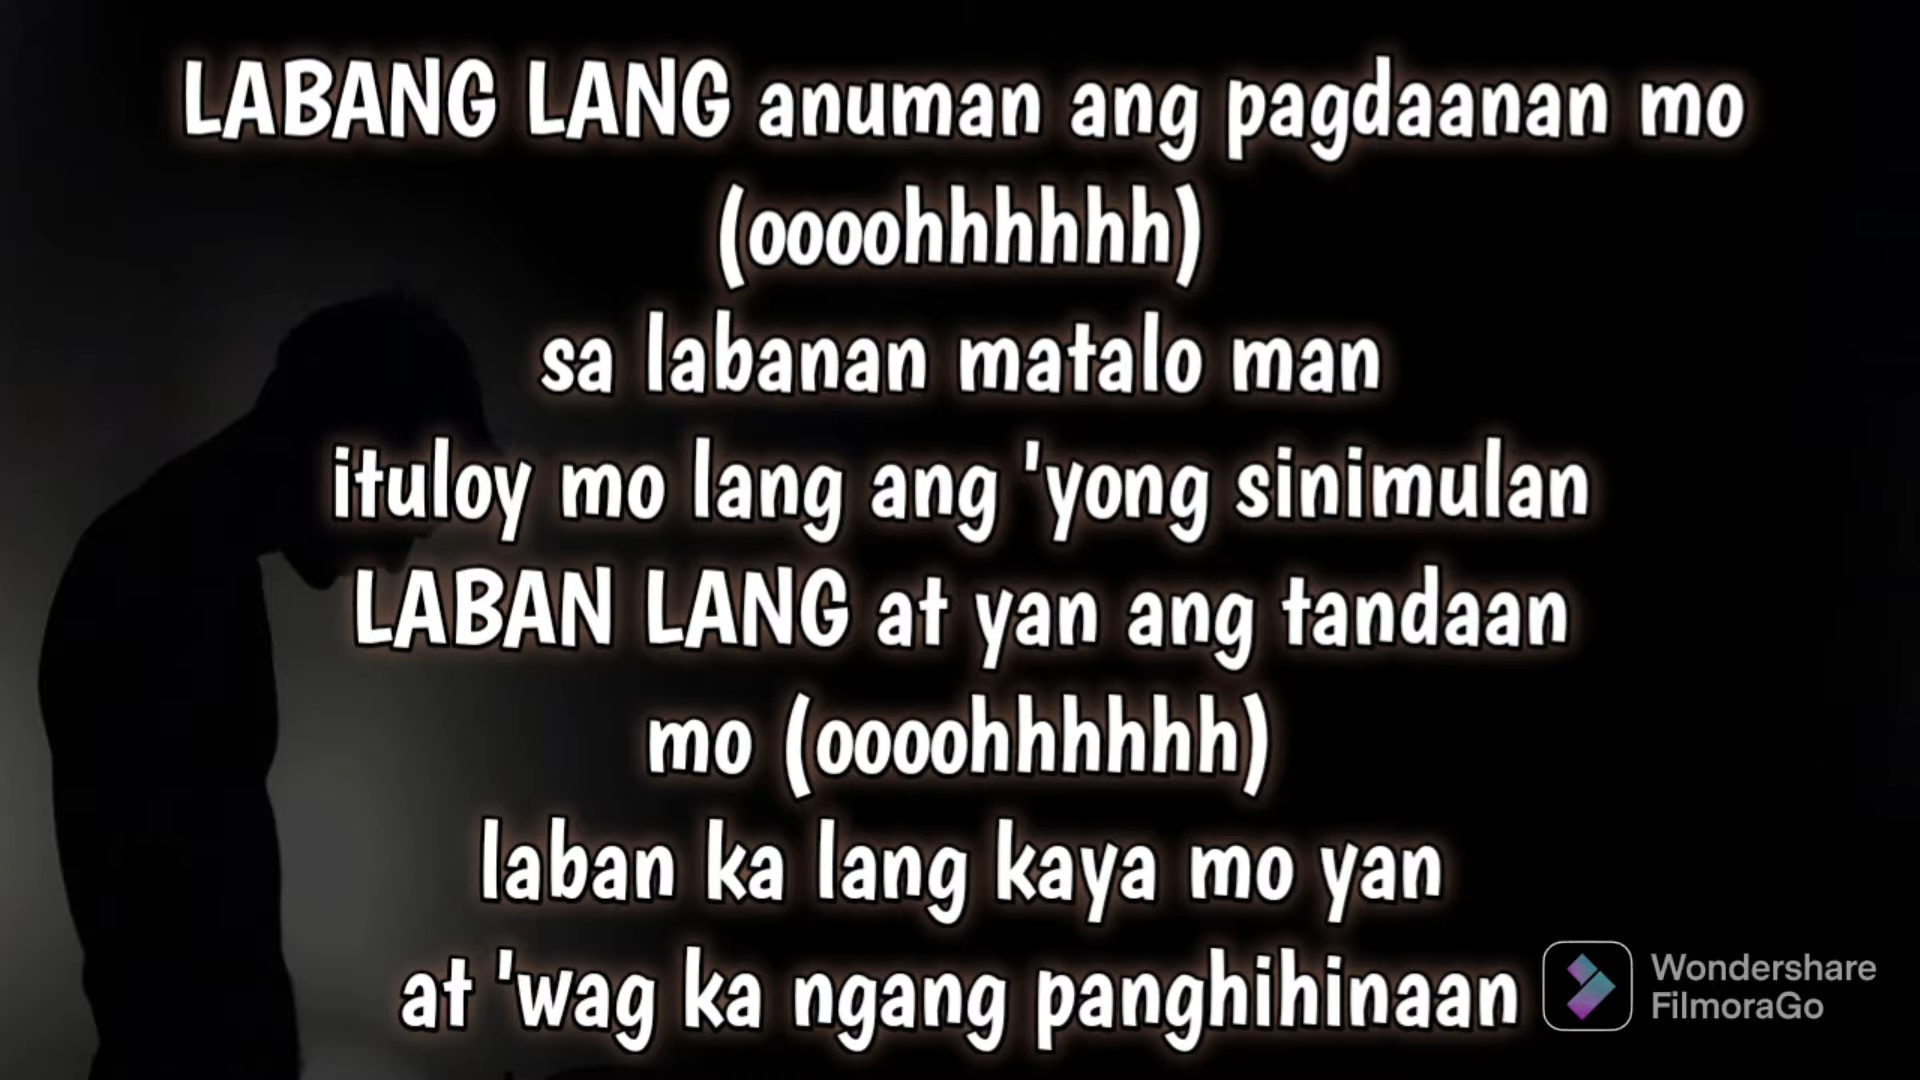 LABANG LANG anuman ang pagdaanan mo
(oooohhhhhh)
sa labanan matalo man
ituloy mo lang ang 'yong sinimulan
LABAN LANG at yan ang tandaan
mo (oooohhhhhh)
laban ka lang kaya mo yan
at 'wag ka ngang panghihinaan
Wondershare
FilmoraGo